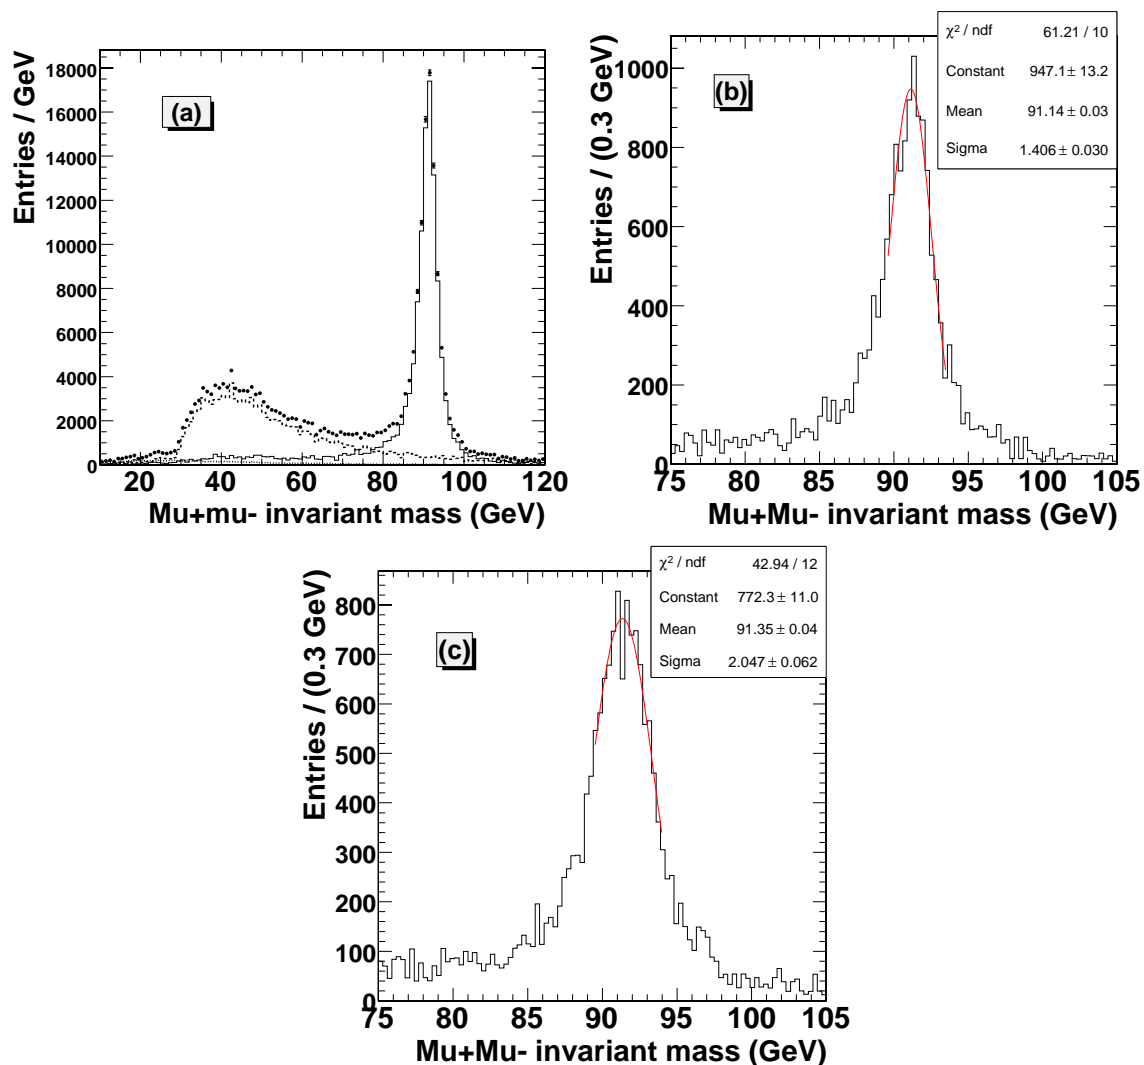 (a)
Entries / GeV
18000
16000
14000
12000
10000
8000
6000
4000
2000
0
20 40 60 80 100 120
Mu+mu- invariant mass (GeV)
(b)
χ² / ndf 61.21 / 10
Constant 947.1 ± 13.2
Mean 91.14 ± 0.03
Sigma 1.406 ± 0.030
Entries / (0.3 GeV)
1000
800
600
400
200
0
75 80 85 90 95 100 105
Mu+Mu- invariant mass (GeV)
(c)
χ² / ndf 42.94 / 12
Constant 772.3 ± 11.0
Mean 91.35 ± 0.04
Sigma 2.047 ± 0.062
Entries / (0.3 GeV)
800
700
600
500
400
300
200
100
0
75 80 85 90 95 100 105
Mu+Mu- invariant mass (GeV)